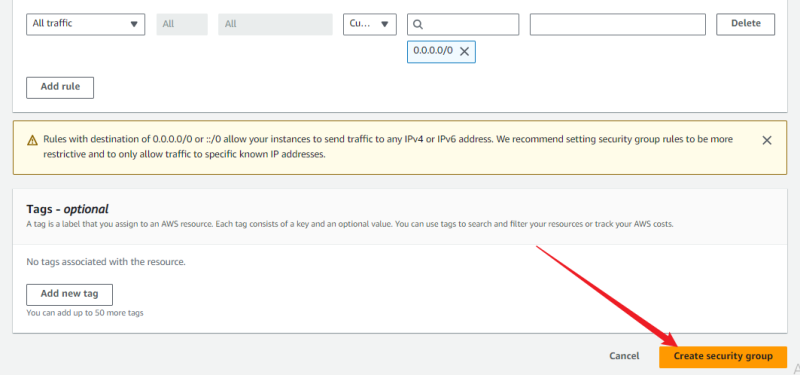 All traffic
All
All
Cu...
Delete
0.0.0.0/0
Add rule
Rules with destination of 0.0.0.0/0 or ::/0 allow your instances to send traffic to any IPv4 or IPv6 address. We recommend setting security group rules to be more
restrictive and to only allow traffic to specific known IP addresses.
Tags - optional
A tag is a label that you assign to an AWS resource. Each tag consists of a key and an optional value. You can use tags to search and filter your resources or track your AWS costs.
No tags associated with the resource.
Add new tag
You can add up to 50 more tags
Cancel
Create security group
A